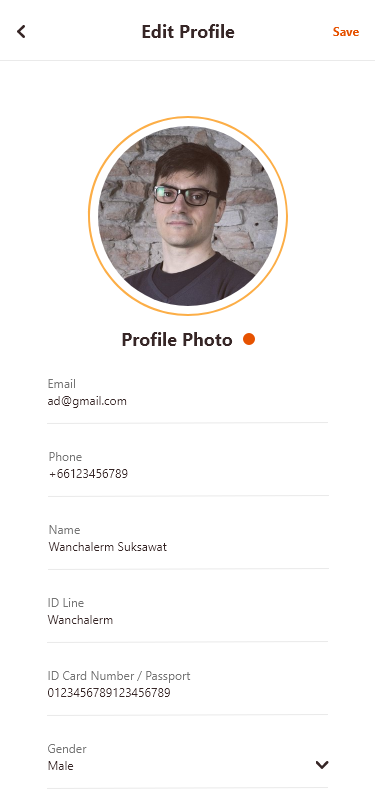 Edit Profile
Save
Profile Photo
Email
ad@gmail.com
Phone
+66123456789
Name
Wanchalerm Suksawat
ID Line
Wanchalerm
ID Card Number / Passport
0123456789123456789
Gender
Male